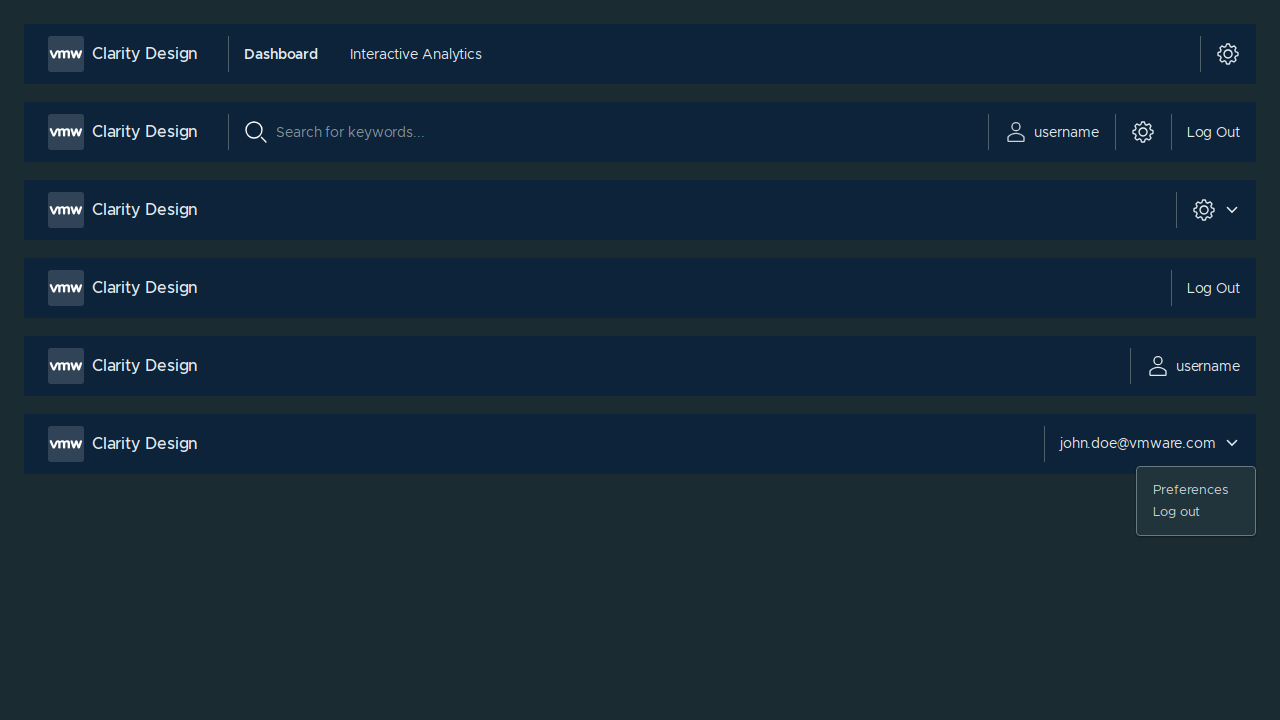 vmw Clarity Design Dashboard Interactive Analytics
vmw Clarity Design Search for keywords... username Log Out
vmw Clarity Design
vmw Clarity Design Log Out
vmw Clarity Design username
vmw Clarity Design john.doe@vmware.com
Preferences
Log out